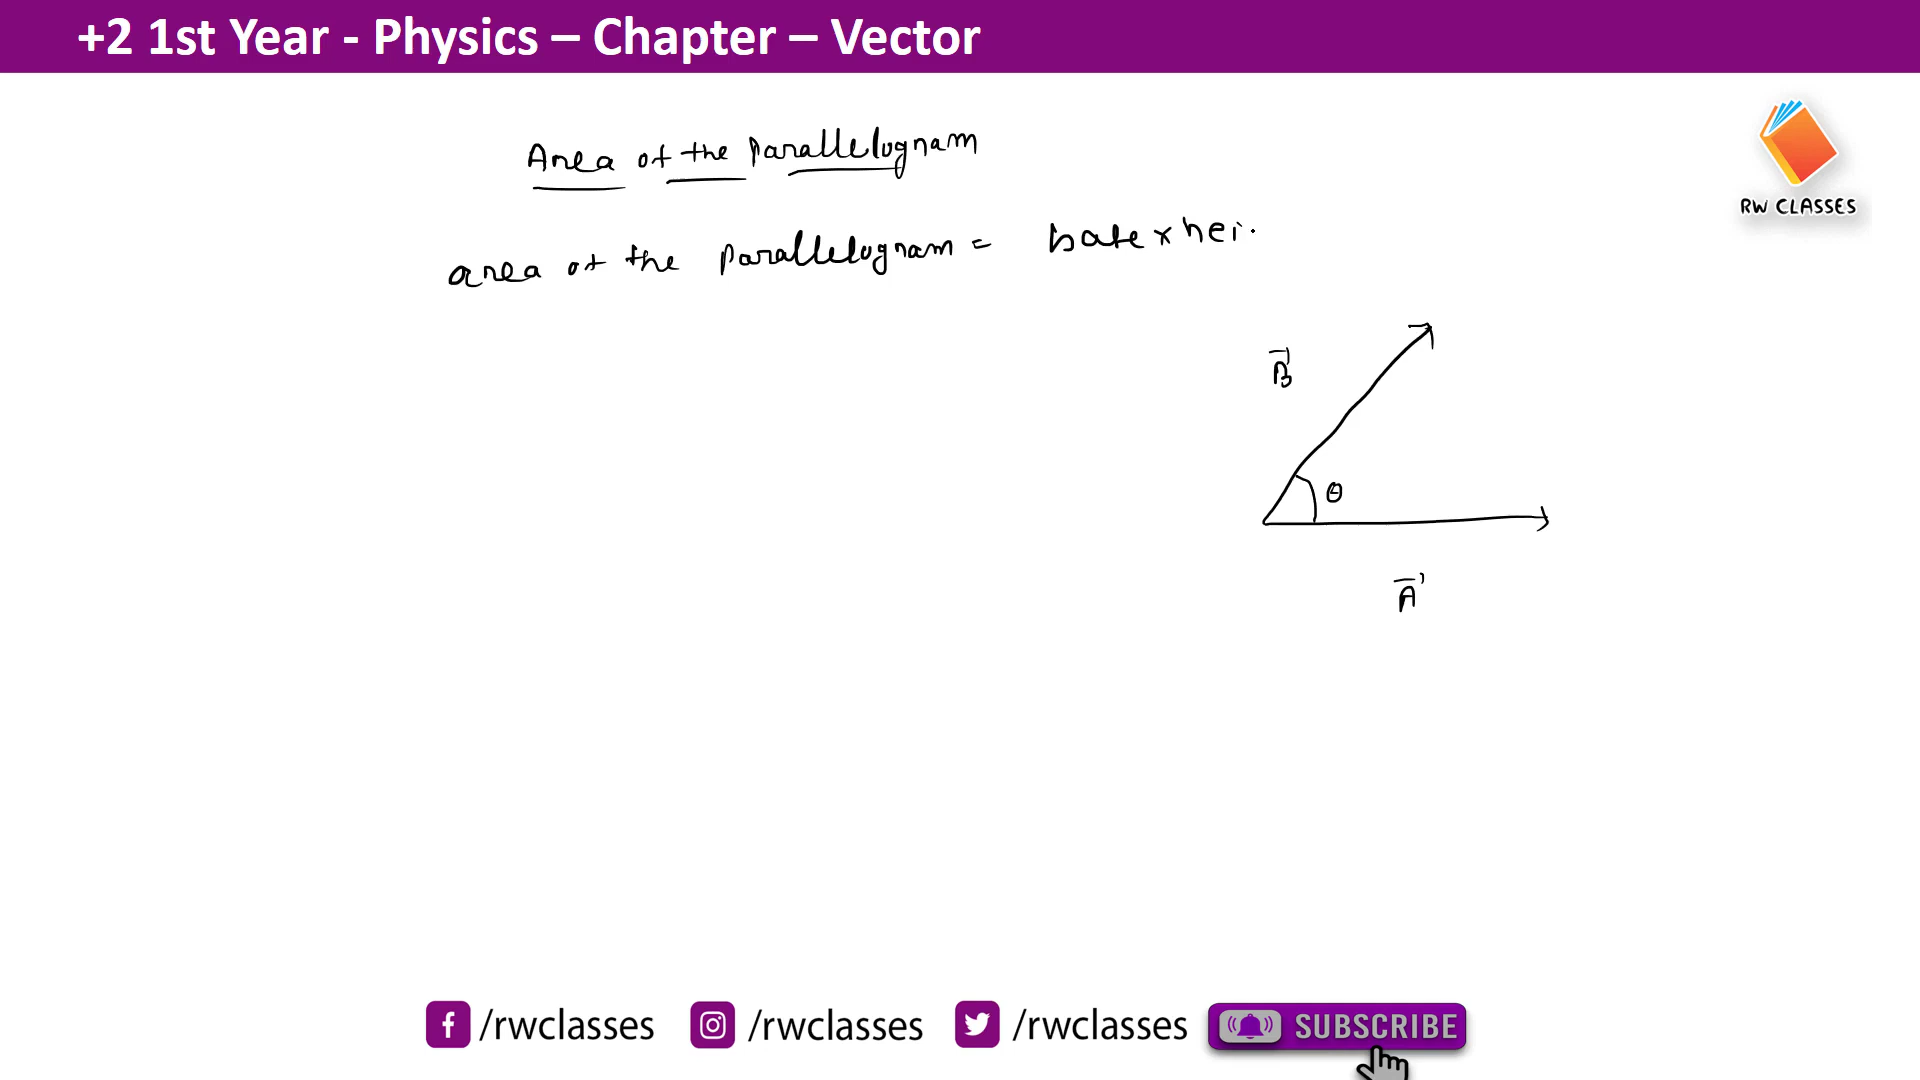 +2 1st Year - Physics – Chapter – Vector
RW CLASSES
Area of the parallelogram
area of the parallelogram = base × hei
B
θ
A
/rwclasses /rwclasses /rwclasses SUBSCRIBE